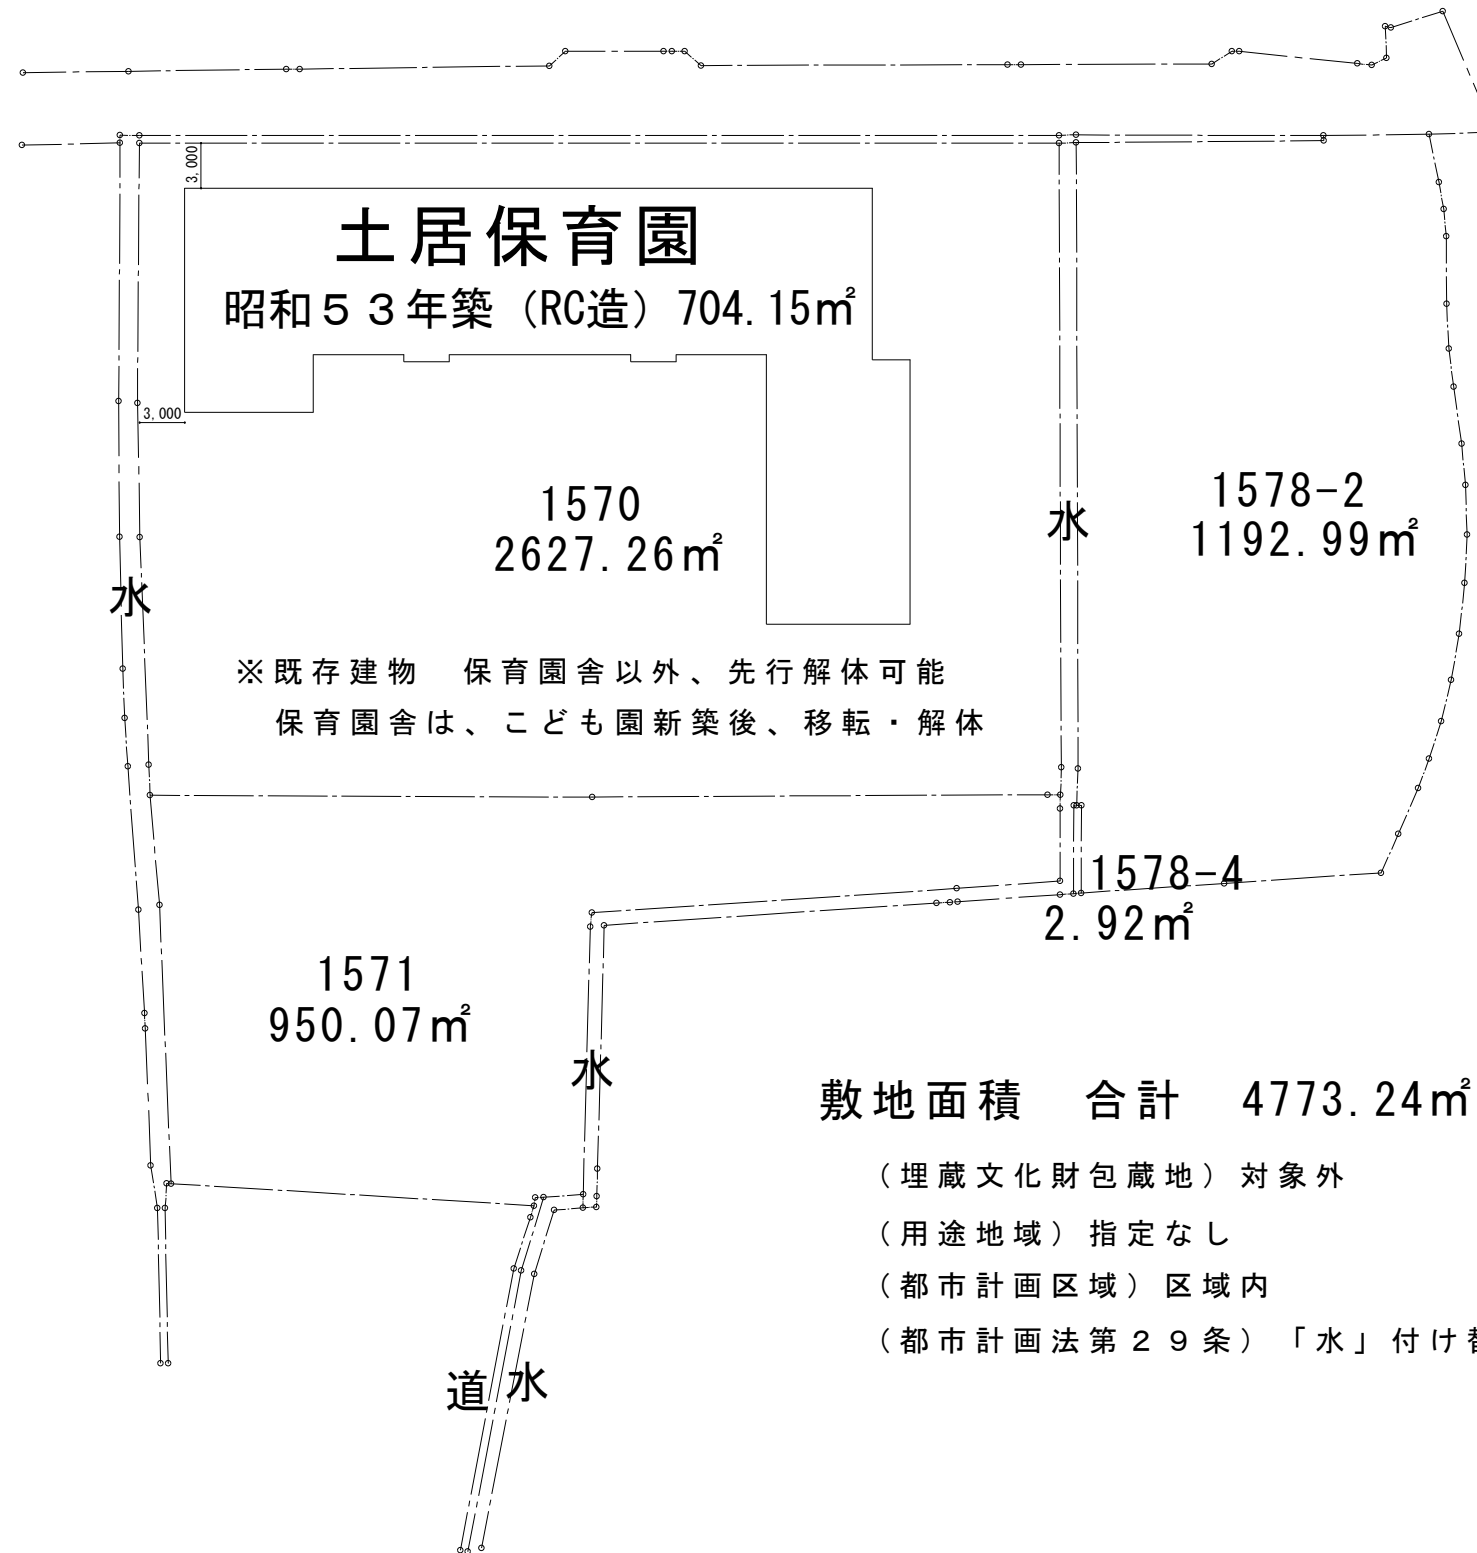 3,000
土居保育園
昭和５３年築（RC造）704.15㎡
3,000
1570
2627.26㎡
1578-2
1192.99㎡
水
水
※既存建物　保育園舎以外、先行解体可能
保育園舎は、こども園新築後、移転・解体
1578-4
2.92㎡
1571
950.07㎡
水
敷地面積　合計　4773.24㎡
（埋蔵文化財包蔵地）対象外
（用途地域）指定なし
（都市計画区域）区域内
（都市計画法第２９条）「水」付け
道 水